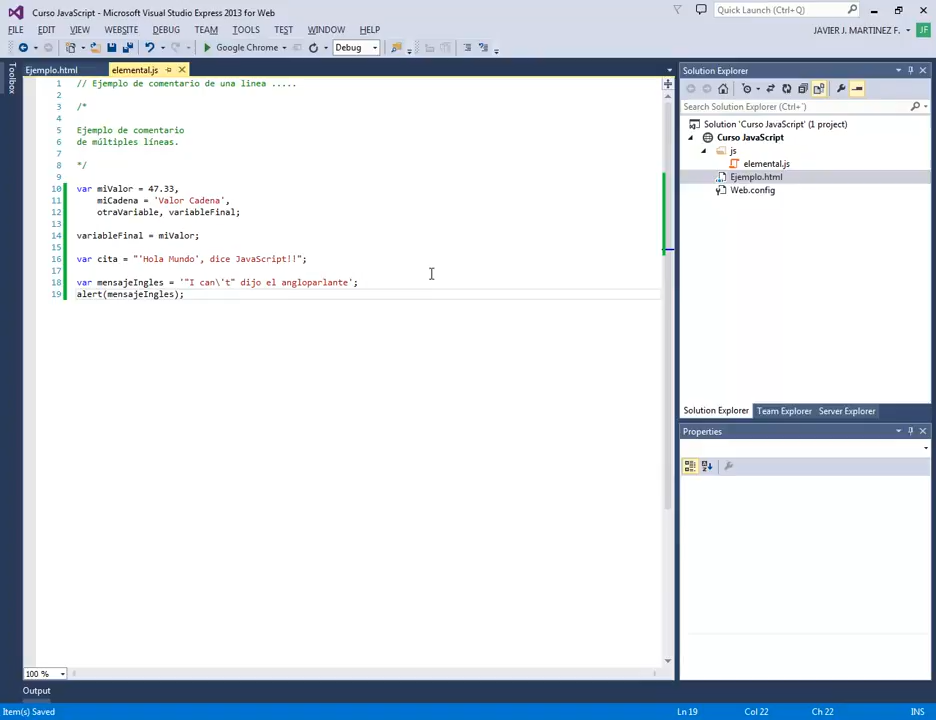 Curso JavaScript - Microsoft Visual Studio Express 2013 for Web
Quick Launch (Ctrl+Q)
FILE EDIT VIEW WEBSITE DEBUG TEAM TOOLS TEST WINDOW HELP
JAVIER J. MARTINEZ F.
JF
Google Chrome
Debug
Toolbox
Ejemplo.html
elemental.js
1 // Ejemplo de comentario de una linea .....
2
3 /*
4
5 Ejemplo de comentario
6 de múltiples líneas.
7
8 */
9
10 var miValor = 47.33,
11 miCadena = 'Valor Cadena',
12 otraVariable, variableFinal;
13
14 variableFinal = miValor;
15
16 var cita = "'Hola Mundo', dice JavaScript!!";
17
18 var mensajeIngles = '"I can\'t" dijo el angloparlante';
19 alert(mensajeIngles);
100 %
Solution Explorer
Search Solution Explorer (Ctrl+')
Solution 'Curso JavaScript' (1 project)
Curso JavaScript
js
elemental.js
Ejemplo.html
Web.config
Solution Explorer Team Explorer Server Explorer
Properties
Output
Item(s) Saved
Ln 19
Col 22
Ch 22
INS